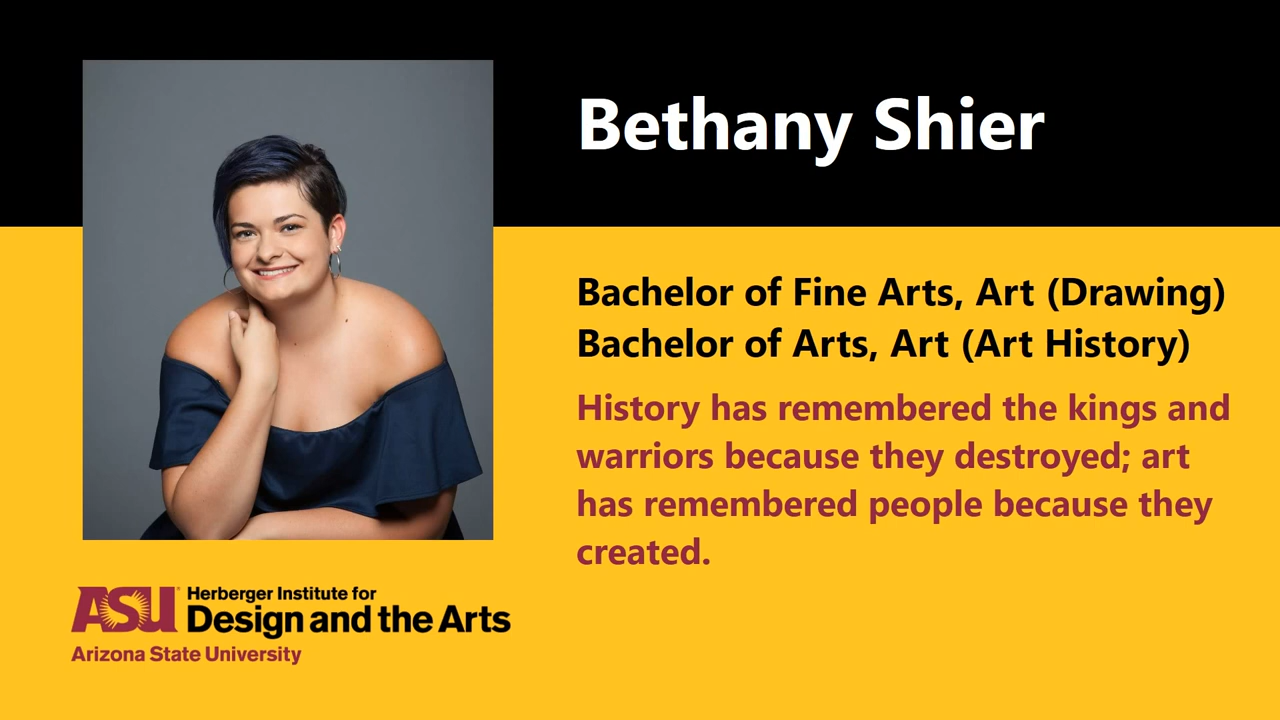 Bethany Shier
Bachelor of Fine Arts, Art (Drawing)
Bachelor of Arts, Art (Art History)
History has remembered the kings and
warriors because they destroyed; art
has remembered people because they
created.
ASU Herberger Institute for
Design and the Arts
Arizona State University